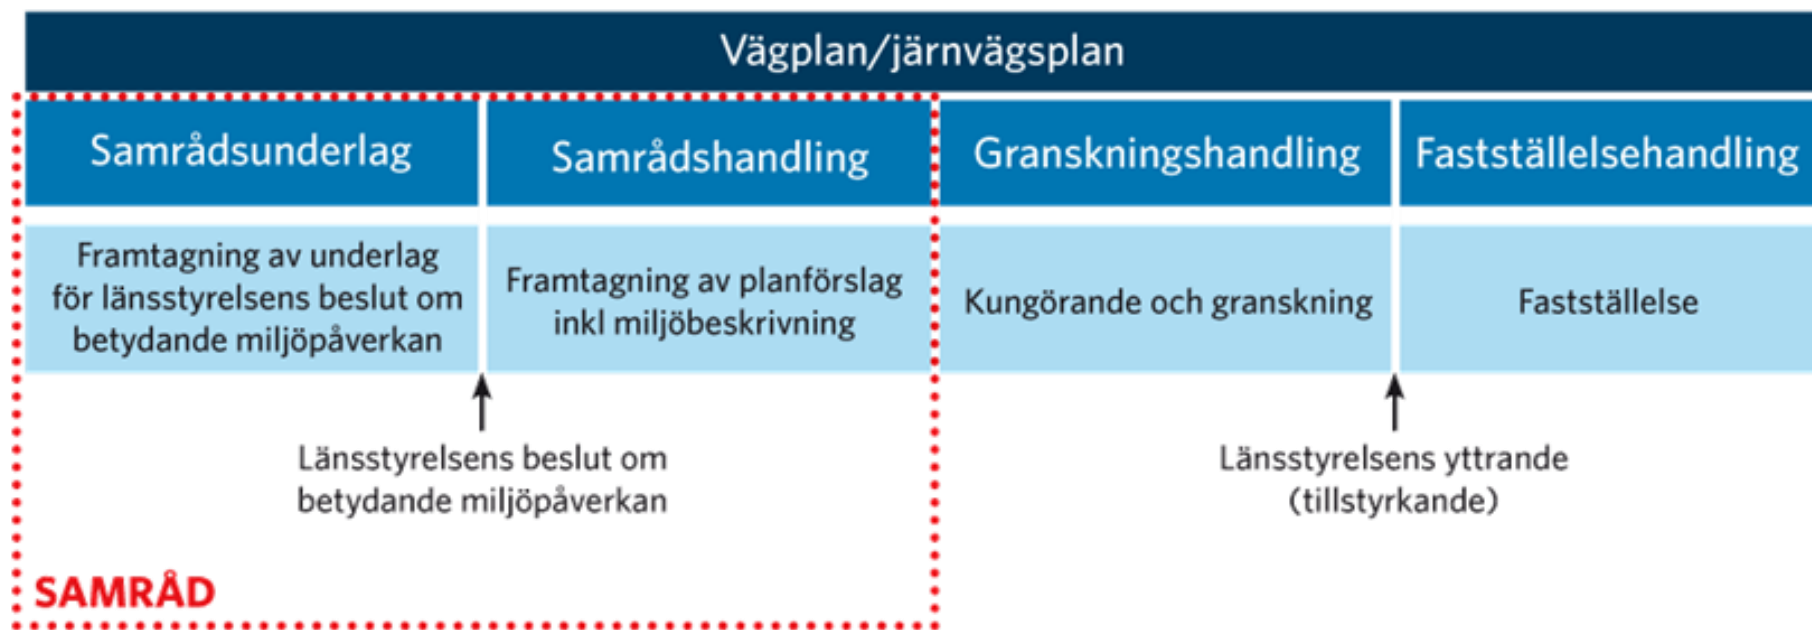 Vägplan/järnvägsplan
Samrådsunderlag
Samrådshandling
Granskningshandling
Fastställelsehandling
Framtagning av underlag
för länsstyrelsens beslut om
betydande miljöpåverkan
Framtagning av planförslag
inkl miljöbeskrivning
Kungörande och granskning
Fastställelse
Länsstyrelsens beslut om
betydande miljöpåverkan
Länsstyrelsens yttrande
(tillstyrkande)
SAMRÅD